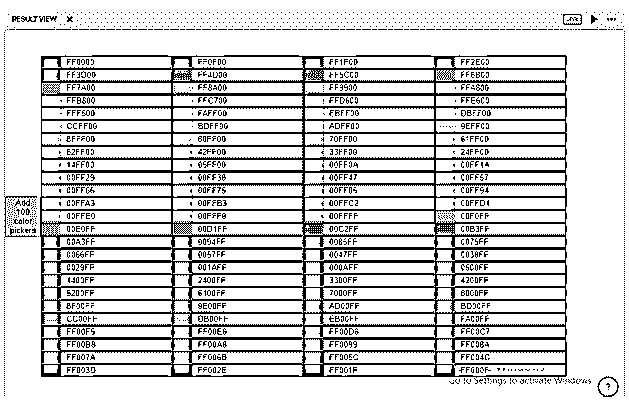 RESULT VIEW
LIVE
FF0000 FF0F00 FF1F00 FF2E00
FF3D00 FF4D00 FF5C00 FF6B00
FF7A00 FF8A00 FF9900 FFA800
FFB800 FFC700 FFD600 FFE600
FFF500 FAFF00 EBFF00 DBFF00
CCFF00 BDFF00 ADFF00 9EFF00
8FFF00 80FF00 70FF00 61FF00
52FF00 42FF00 33FF00 24FF00
14FF00 05FF00 00FF0A 00FF1A
00FF29 00FF38 00FF47 00FF57
00FF66 00FF75 00FF85 00FF94
00FFA3 00FFB3 00FFC2 00FFD1
00FFE0 00FFF0 00FFFF 00F0FF
00E0FF 00D1FF 00C2FF 00B3FF
00A3FF 0094FF 0085FF 0075FF
0066FF 0057FF 0047FF 0038FF
0029FF 001AFF 000AFF 0500FF
1400FF 2400FF 3300FF 4200FF
5200FF 6100FF 7000FF 8000FF
8F00FF 9E00FF AD00FF BD00FF
CC00FF DB00FF EB00FF FA00FF
FF00F5 FF00E6 FF00D6 FF00C7
FF00B8 FF00A8 FF0099 FF008A
FF007A FF006B FF005C FF004C
FF003D FF002E FF001F FF000F
Add
100
color
pickers
Go to Settings to activate Windows
?